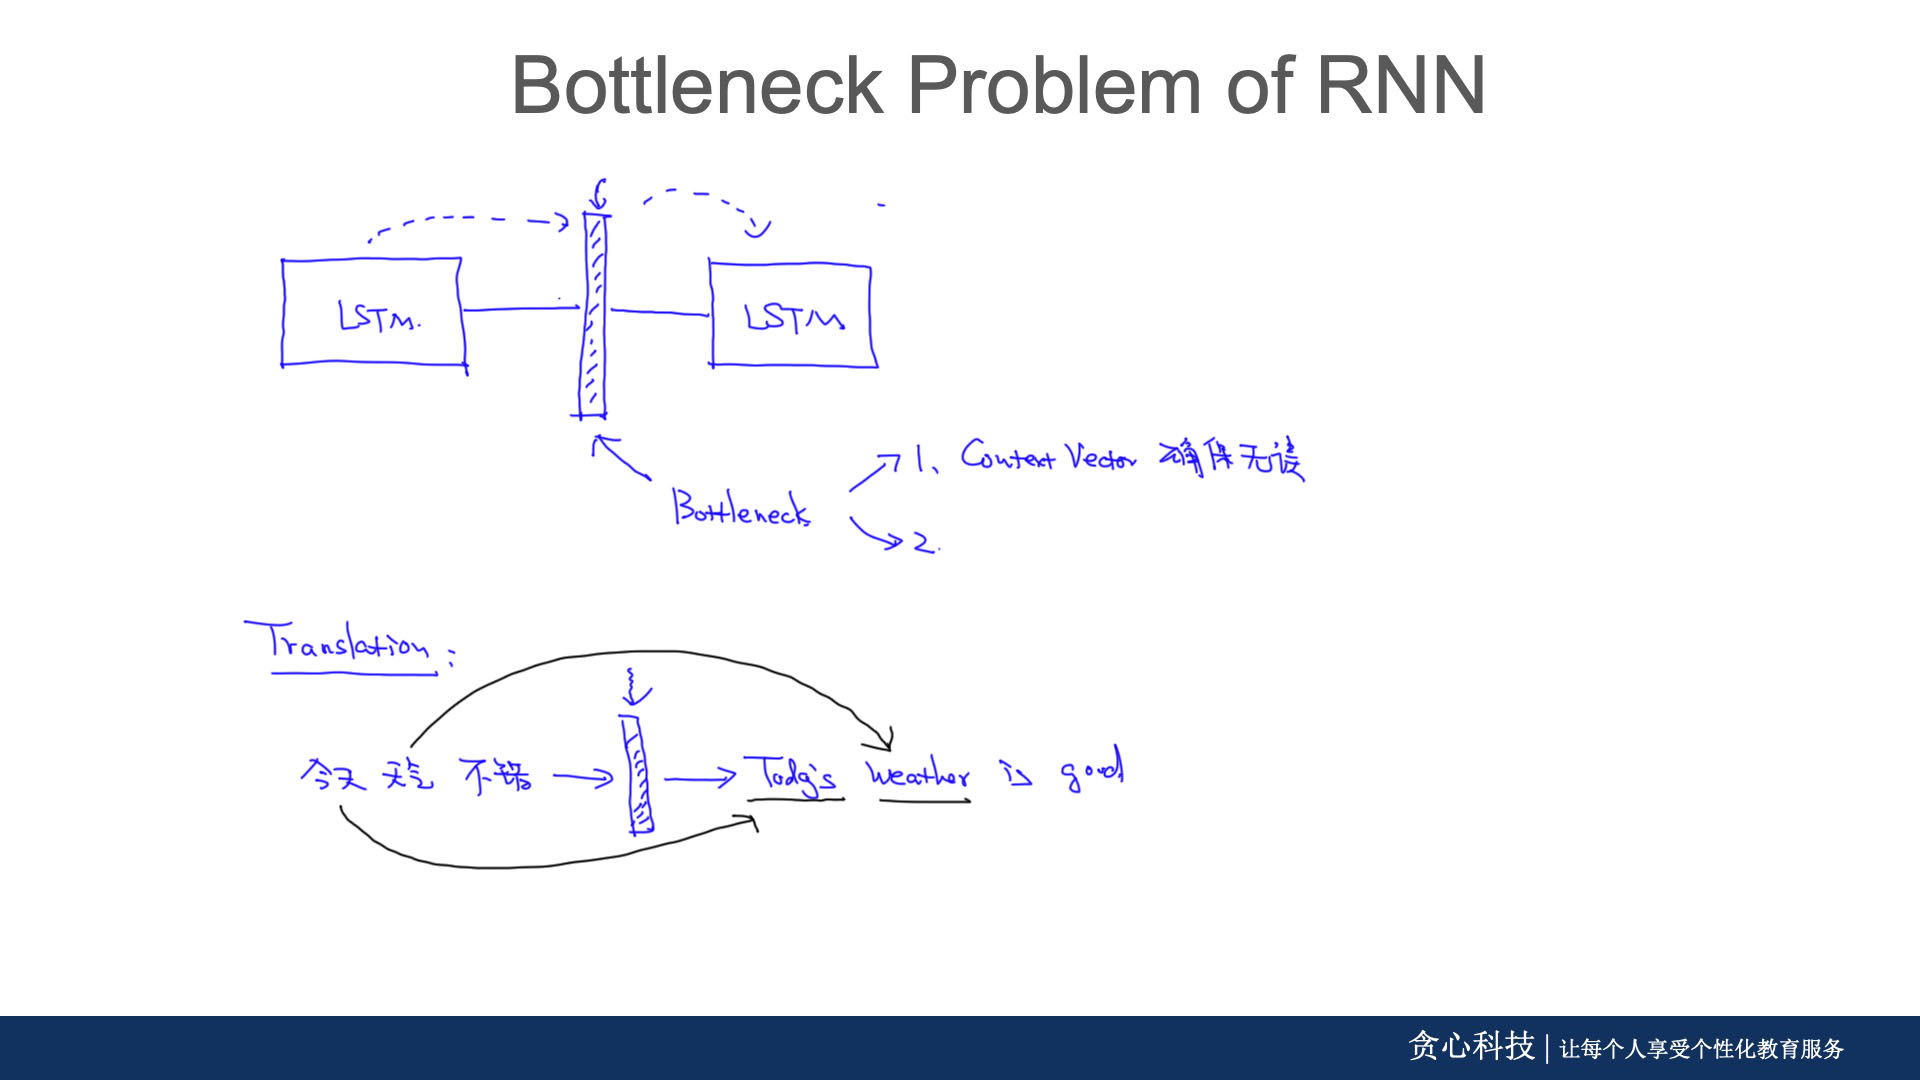 Bottleneck Problem of RNN
LSTM. LSTM
1、Context Vector 确保无误
Bottleneck
2.
Translation:
今天 天气 不错 Today's weather is good
贪心科技 | 让每个人享受个性化教育服务